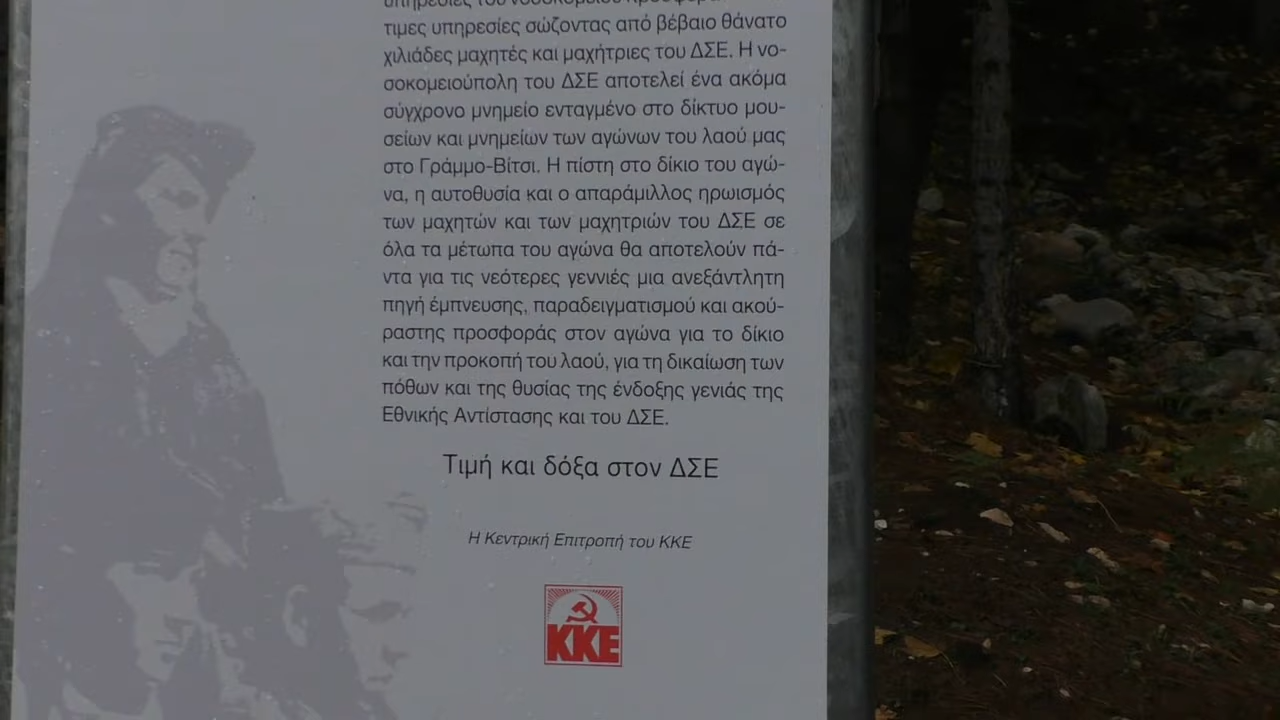 υπηρεσίες του νοσοκομείου
τιμες υπηρεσίες σώζοντας από βέβαιο θάνατο
χιλιάδες μαχητές και μαχήτριες του ΔΣΕ. Η νο-
σοκομειούπολη του ΔΣΕ αποτελεί ένα ακόμα
σύγχρονο μνημείο ενταγμένο στο δίκτυο μου-
σείων και μνημείων των αγώνων του λαού μας
στο Γράμμο-Βίτσι. Η πίστη στο δίκιο του αγώ-
να, η αυτοθυσία και ο απαράμιλλος ηρωισμός
των μαχητών και των μαχητριών του ΔΣΕ σε
όλα τα μέτωπα του αγώνα θα αποτελούν πά-
ντα για τις νεότερες γεννιές μια ανεξάντλητη
πηγή έμπνευσης, παραδειγματισμού και ακού-
ραστης προσφοράς στον αγώνα για το δίκιο
και την προκοπή του λαού, για τη δικαίωση των
πόθων και της θυσίας της ένδοξης γενιάς της
Εθνικής Αντίστασης και του ΔΣΕ.
Τιμή και δόξα στον ΔΣΕ
Η Κεντρική Επιτροπή του ΚΚΕ
ΚΚΕ